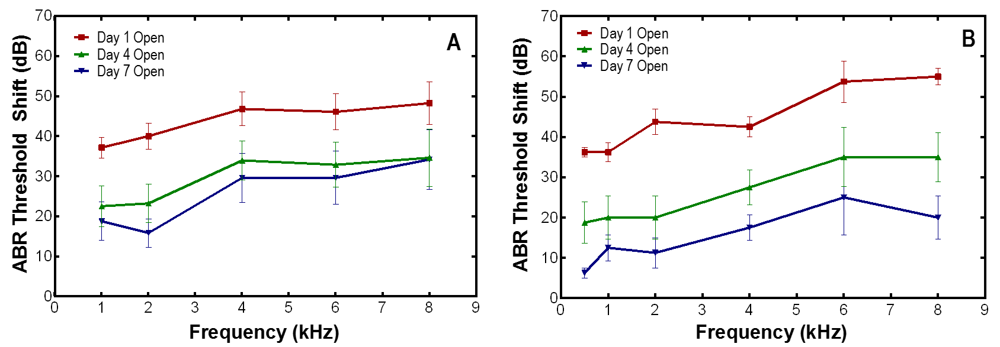 70
60
50
40
30
20
10
0
ABR Threshold Shift (dB)
Day 1 Open
Day 4 Open
Day 7 Open
A
0 1 2 3 4 5 6 7 8 9
Frequency (kHz)
70
60
50
40
30
20
10
0
ABR Threshold Shift (dB)
Day 1 Open
Day 4 Open
Day 7 Open
B
0 1 2 3 4 5 6 7 8 9
Frequency (kHz)